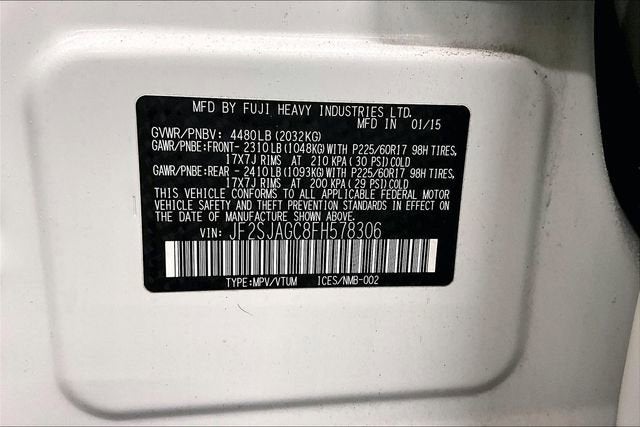 MFD BY FUJI HEAVY INDUSTRIES LTD.
MFD IN 01/15
GVWR/PNBV: 4480LB (2032KG)
GAWR/PNBE:FRONT-2310LB(1048KG)WITH P225/60R17 98H TIRES,
17X7J RIMS AT 210KPA(30 PSI)COLD
GAWR/PNBE:REAR -2410LB(1093KG)WITH P225/60R17 98H TIRES,
17X7J RIMS AT 200KPA(29 PSI)COLD
THIS VEHICLE CONFORMS TO ALL APPLICABLE FEDERAL MOTOR
VEHICLE SAFETY AND THEFT PREVENTION STANDARDS IN EFFECT ON
THE DATE OF MANUFACTURE SHOWN ABOVE.
VIN: JF2SJAGC8FH578306
TYPE:MPV/VTUM ICES/NMB-002